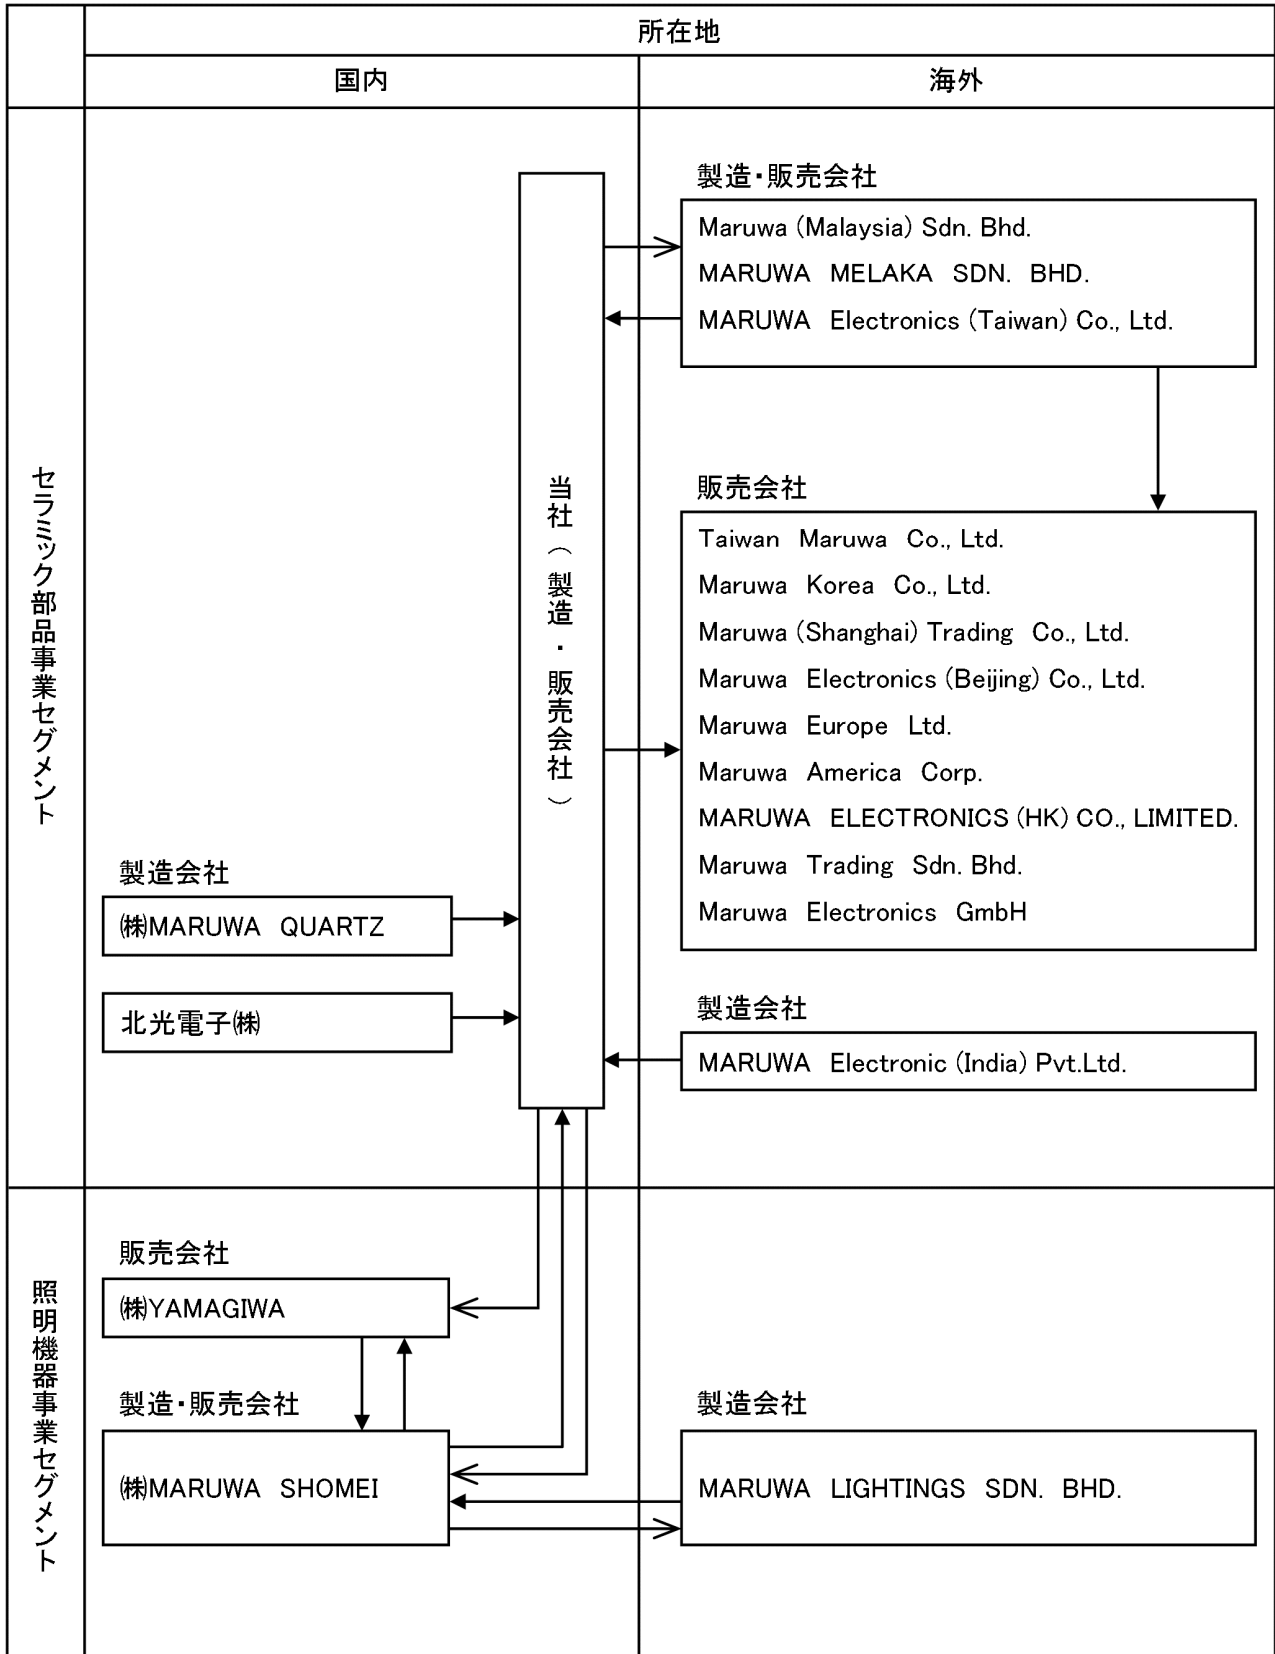 所在地
国内
海外
セラミック部品事業セグメント
当社（製造・販売会社）
製造・販売会社
Maruwa (Malaysia) Sdn. Bhd.
MARUWA MELAKA SDN. BHD.
MARUWA Electronics (Taiwan) Co., Ltd.
販売会社
Taiwan Maruwa Co., Ltd.
Maruwa Korea Co., Ltd.
Maruwa (Shanghai) Trading Co., Ltd.
Maruwa Electronics (Beijing) Co., Ltd.
Maruwa Europe Ltd.
Maruwa America Corp.
MARUWA ELECTRONICS (HK) CO., LIMITED.
Maruwa Trading Sdn. Bhd.
Maruwa Electronics GmbH
製造会社
㈱MARUWA QUARTZ
北光電子㈱
製造会社
MARUWA Electronic (India) Pvt.Ltd.
照明機器事業セグメント
販売会社
㈱YAMAGIWA
製造・販売会社
㈱MARUWA SHOMEI
製造会社
MARUWA LIGHTINGS SDN. BHD.